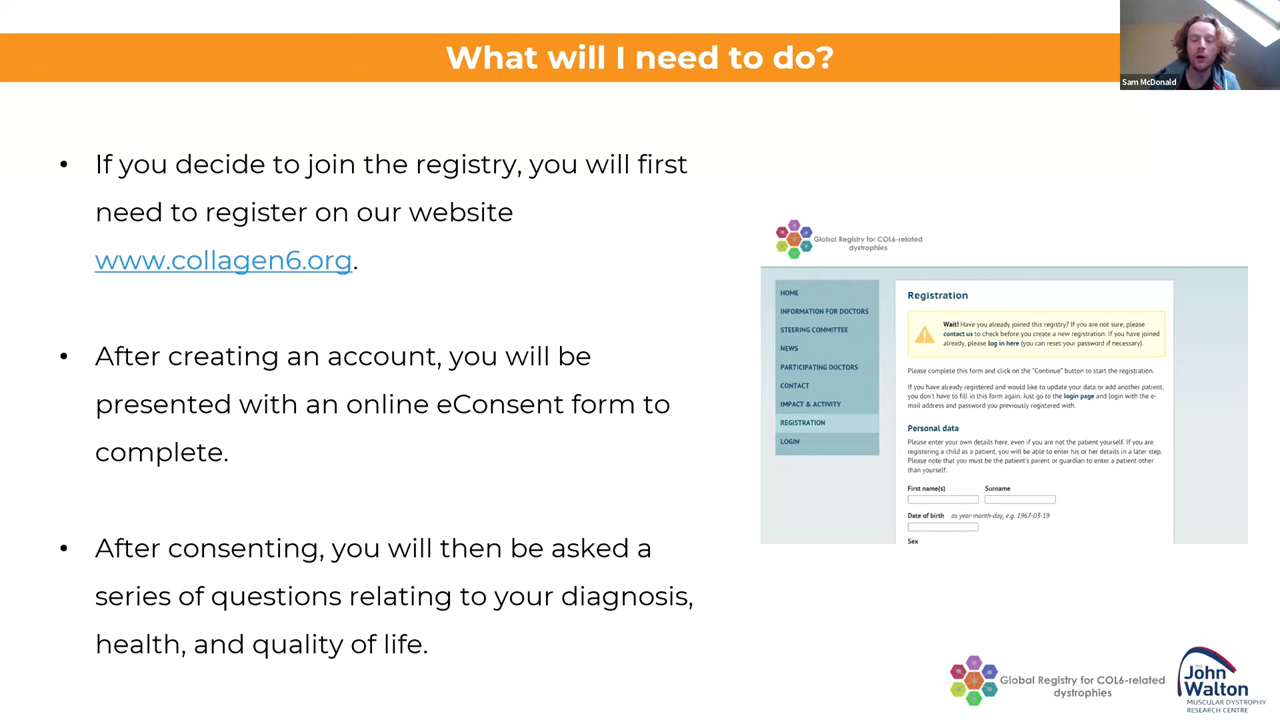 What will I need to do?
Sam McDonald
• If you decide to join the registry, you will first
need to register on our website
www.collagen6.org.
• After creating an account, you will be
presented with an online eConsent form to
complete.
• After consenting, you will then be asked a
series of questions relating to your diagnosis,
health, and quality of life.
Global Registry for COL6-related
dystrophies
HOME
INFORMATION FOR DOCTORS
STEERING COMMITTEE
NEWS
PARTICIPATING DOCTORS
CONTACT
IMPACT & ACTIVITY
REGISTRATION
LOGIN
Registration
Wait! Have you already joined this registry? If you are not sure, please
contact us to check before you create a new registration. If you have joined
already, please log in here (you can reset your password if necessary).
Please complete this form and click on the "Continue" button to start the registration.
If you have already registered and would like to update your data or add another patient,
you don't have to fill in this form again. Just go to the login page and login with the e-
mail address and password you previously registered with.
Personal data
Please enter your own details here, even if you are not the patient yourself. If you are
registering a child as a patient, you will be able to enter his or her details in a later step.
Please note that you must be the patient's parent or guardian to enter a patient other
than yourself.
First name(s) Surname
Date of birth as year-month-day, e.g. 1967-03-19
Sex
Global Registry for COL6-related
dystrophies
THE
John
Walton
MUSCULAR DYSTROPHY
RESEARCH CENTRE